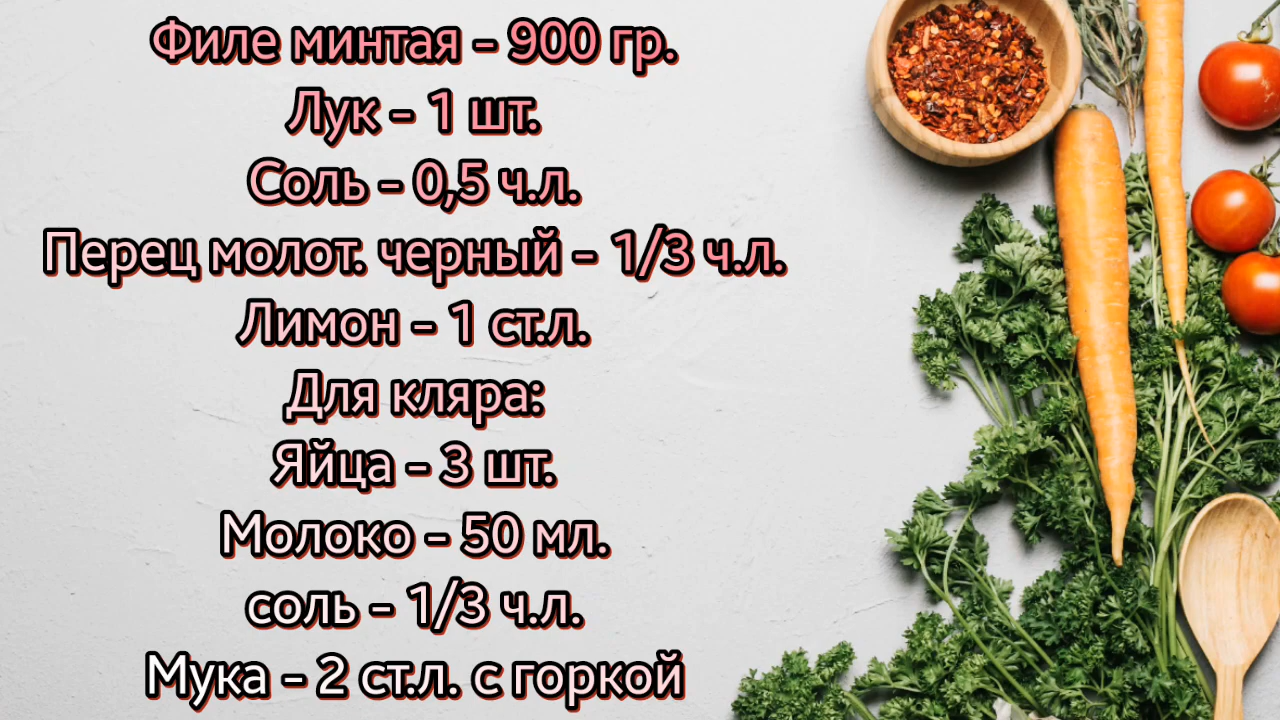 Филе минтая - 900 гр.
Лук - 1 шт.
Соль - 0,5 ч.л.
Перец молот. черный - 1/3 ч.л.
Лимон - 1 ст.л.
Для кляра:
Яйца - 3 шт.
Молоко - 50 мл.
соль - 1/3 ч.л.
Мука - 2 ст.л. с горкой